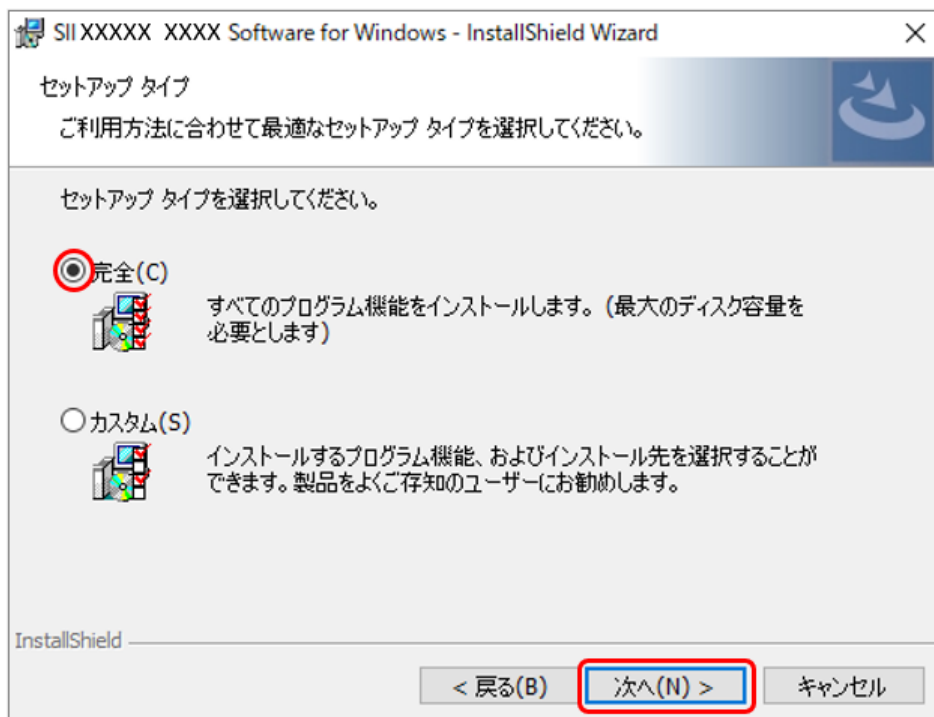 SII XXXXX XXXX Software for Windows - InstallShield Wizard
セットアップ タイプ
ご利用方法に合わせて最適なセットアップ タイプを選択してください。
セットアップ タイプを選択してください。
完全(C)
すべてのプログラム機能をインストールします。(最大のディスク容量を
必要とします)
カスタム(S)
インストールするプログラム機能、およびインストール先を選択することが
できます。製品をよくご存知のユーザーにお勧めします。
InstallShield
< 戻る(B)
次へ(N) >
キャンセル